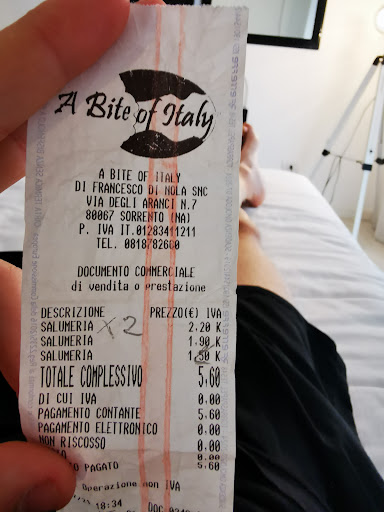 A Bite of Italy
A BITE OF ITALY
DI FRANCESCO DI NOLA SNC
VIA DEGLI ARANCI N.7
80067 SORRENTO (NA)
P. IVA IT.01283411211
TEL. 0818782600
DOCUMENTO COMMERCIALE
di vendita o prestazione
DESCRIZIONE PREZZO(€) IVA
SALUMERIA X2 2.20 K
SALUMERIA 1.90 K
SALUMERIA 1.50 K
TOTALE COMPLESSIVO 5.60
DI CUI IVA 0.00
PAGAMENTO CONTANTE 5.60
PAGAMENTO ELETTRONICO 0.00
NON RISCOSSO 0.00
0.00
PAGATO 5.60
Operazione non IVA
18:34 DOC